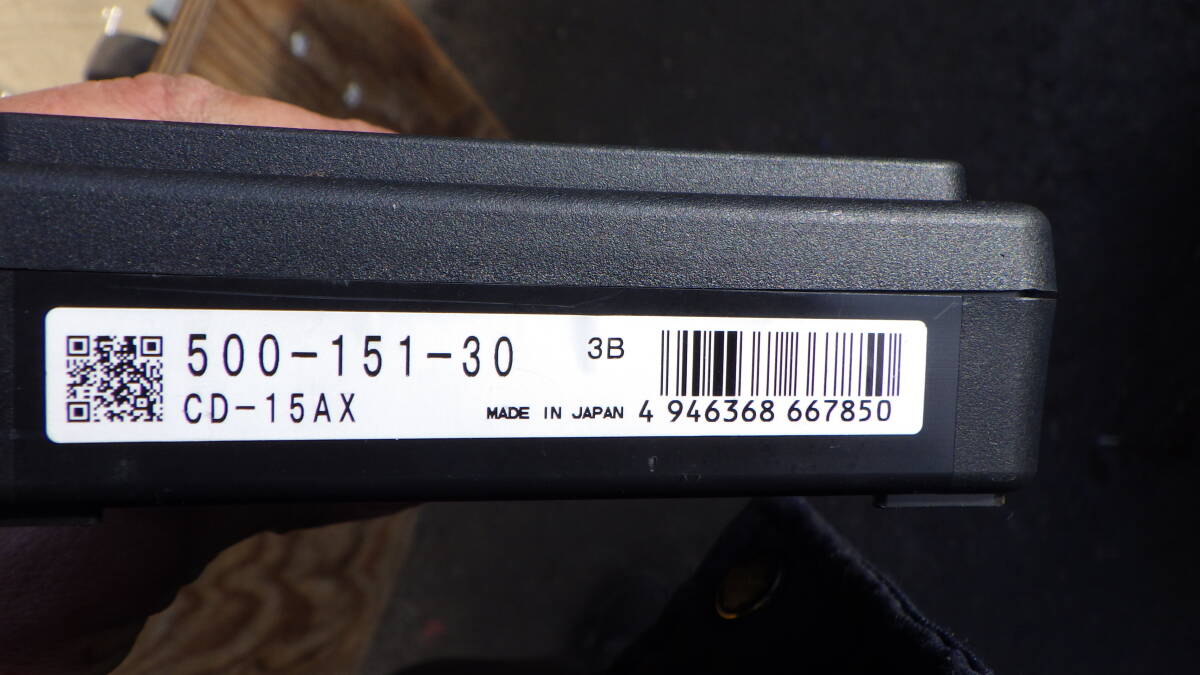 500-151-30 3B
CD-15AX MADE IN JAPAN 4 946368 667850